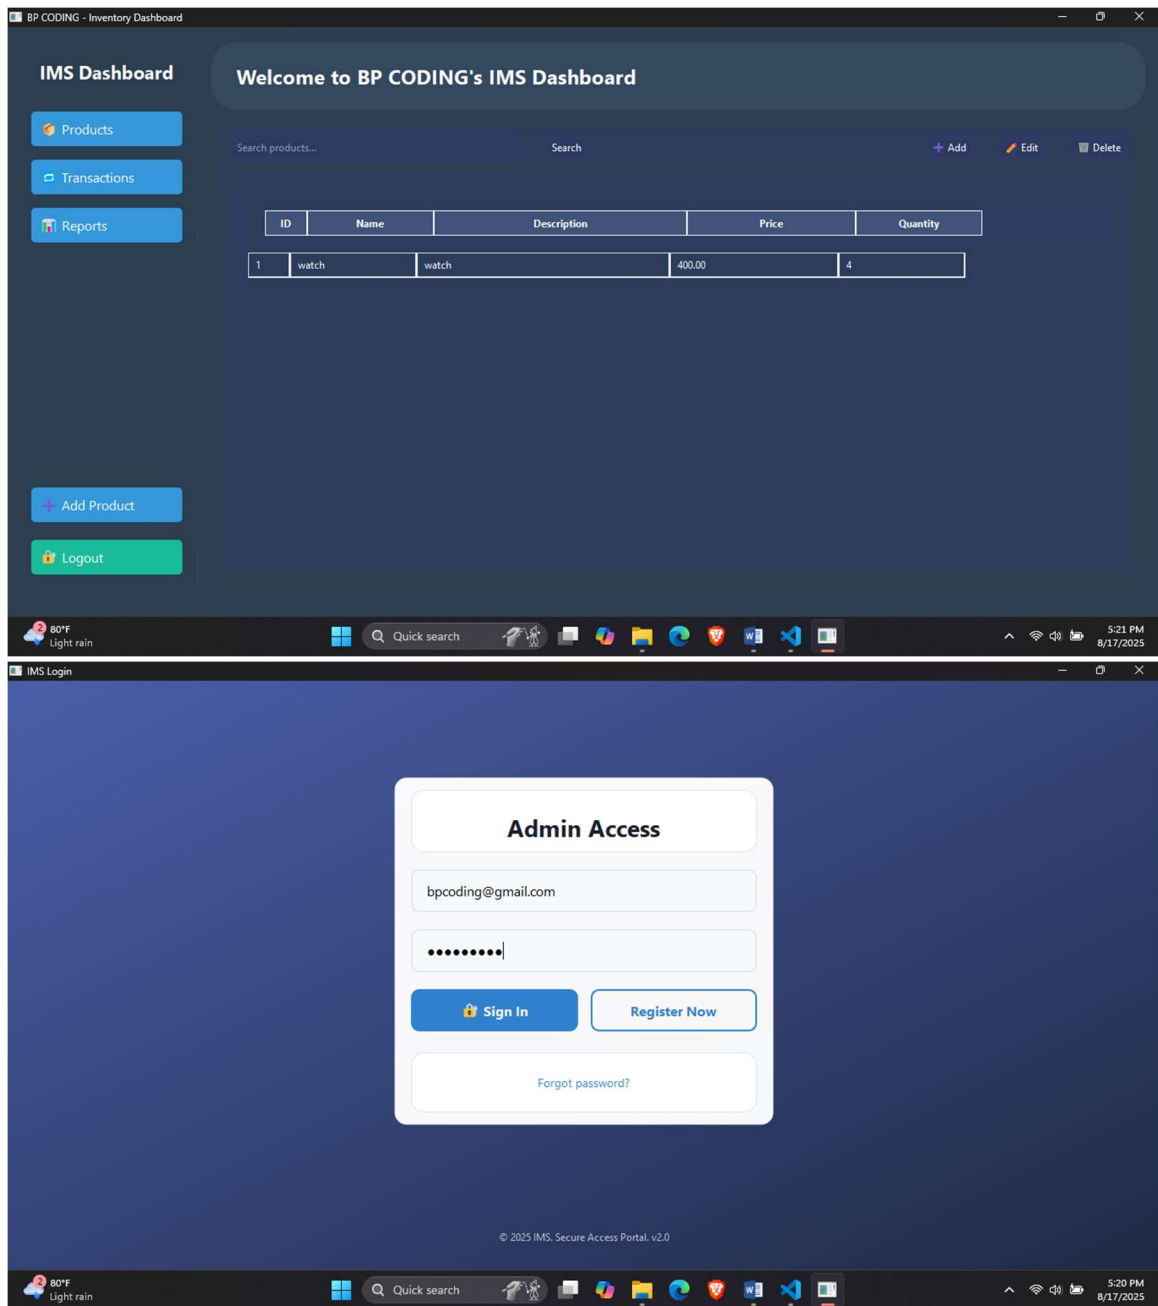 BP CODING - Inventory Dashboard
IMS Dashboard
Welcome to BP CODING's IMS Dashboard
Products
Transactions
Reports
Add Product
Logout
Search products...
Search
Add
Edit
Delete
ID Name Description Price Quantity
1 watch watch 400.00 4
2
80°F
Light rain
Quick search
5:21 PM
8/17/2025
IMS Login
Admin Access
bpcoding@gmail.com
Sign In
Register Now
Forgot password?
© 2025 IMS. Secure Access Portal. v2.0
2
80°F
Light rain
Quick search
5:20 PM
8/17/2025